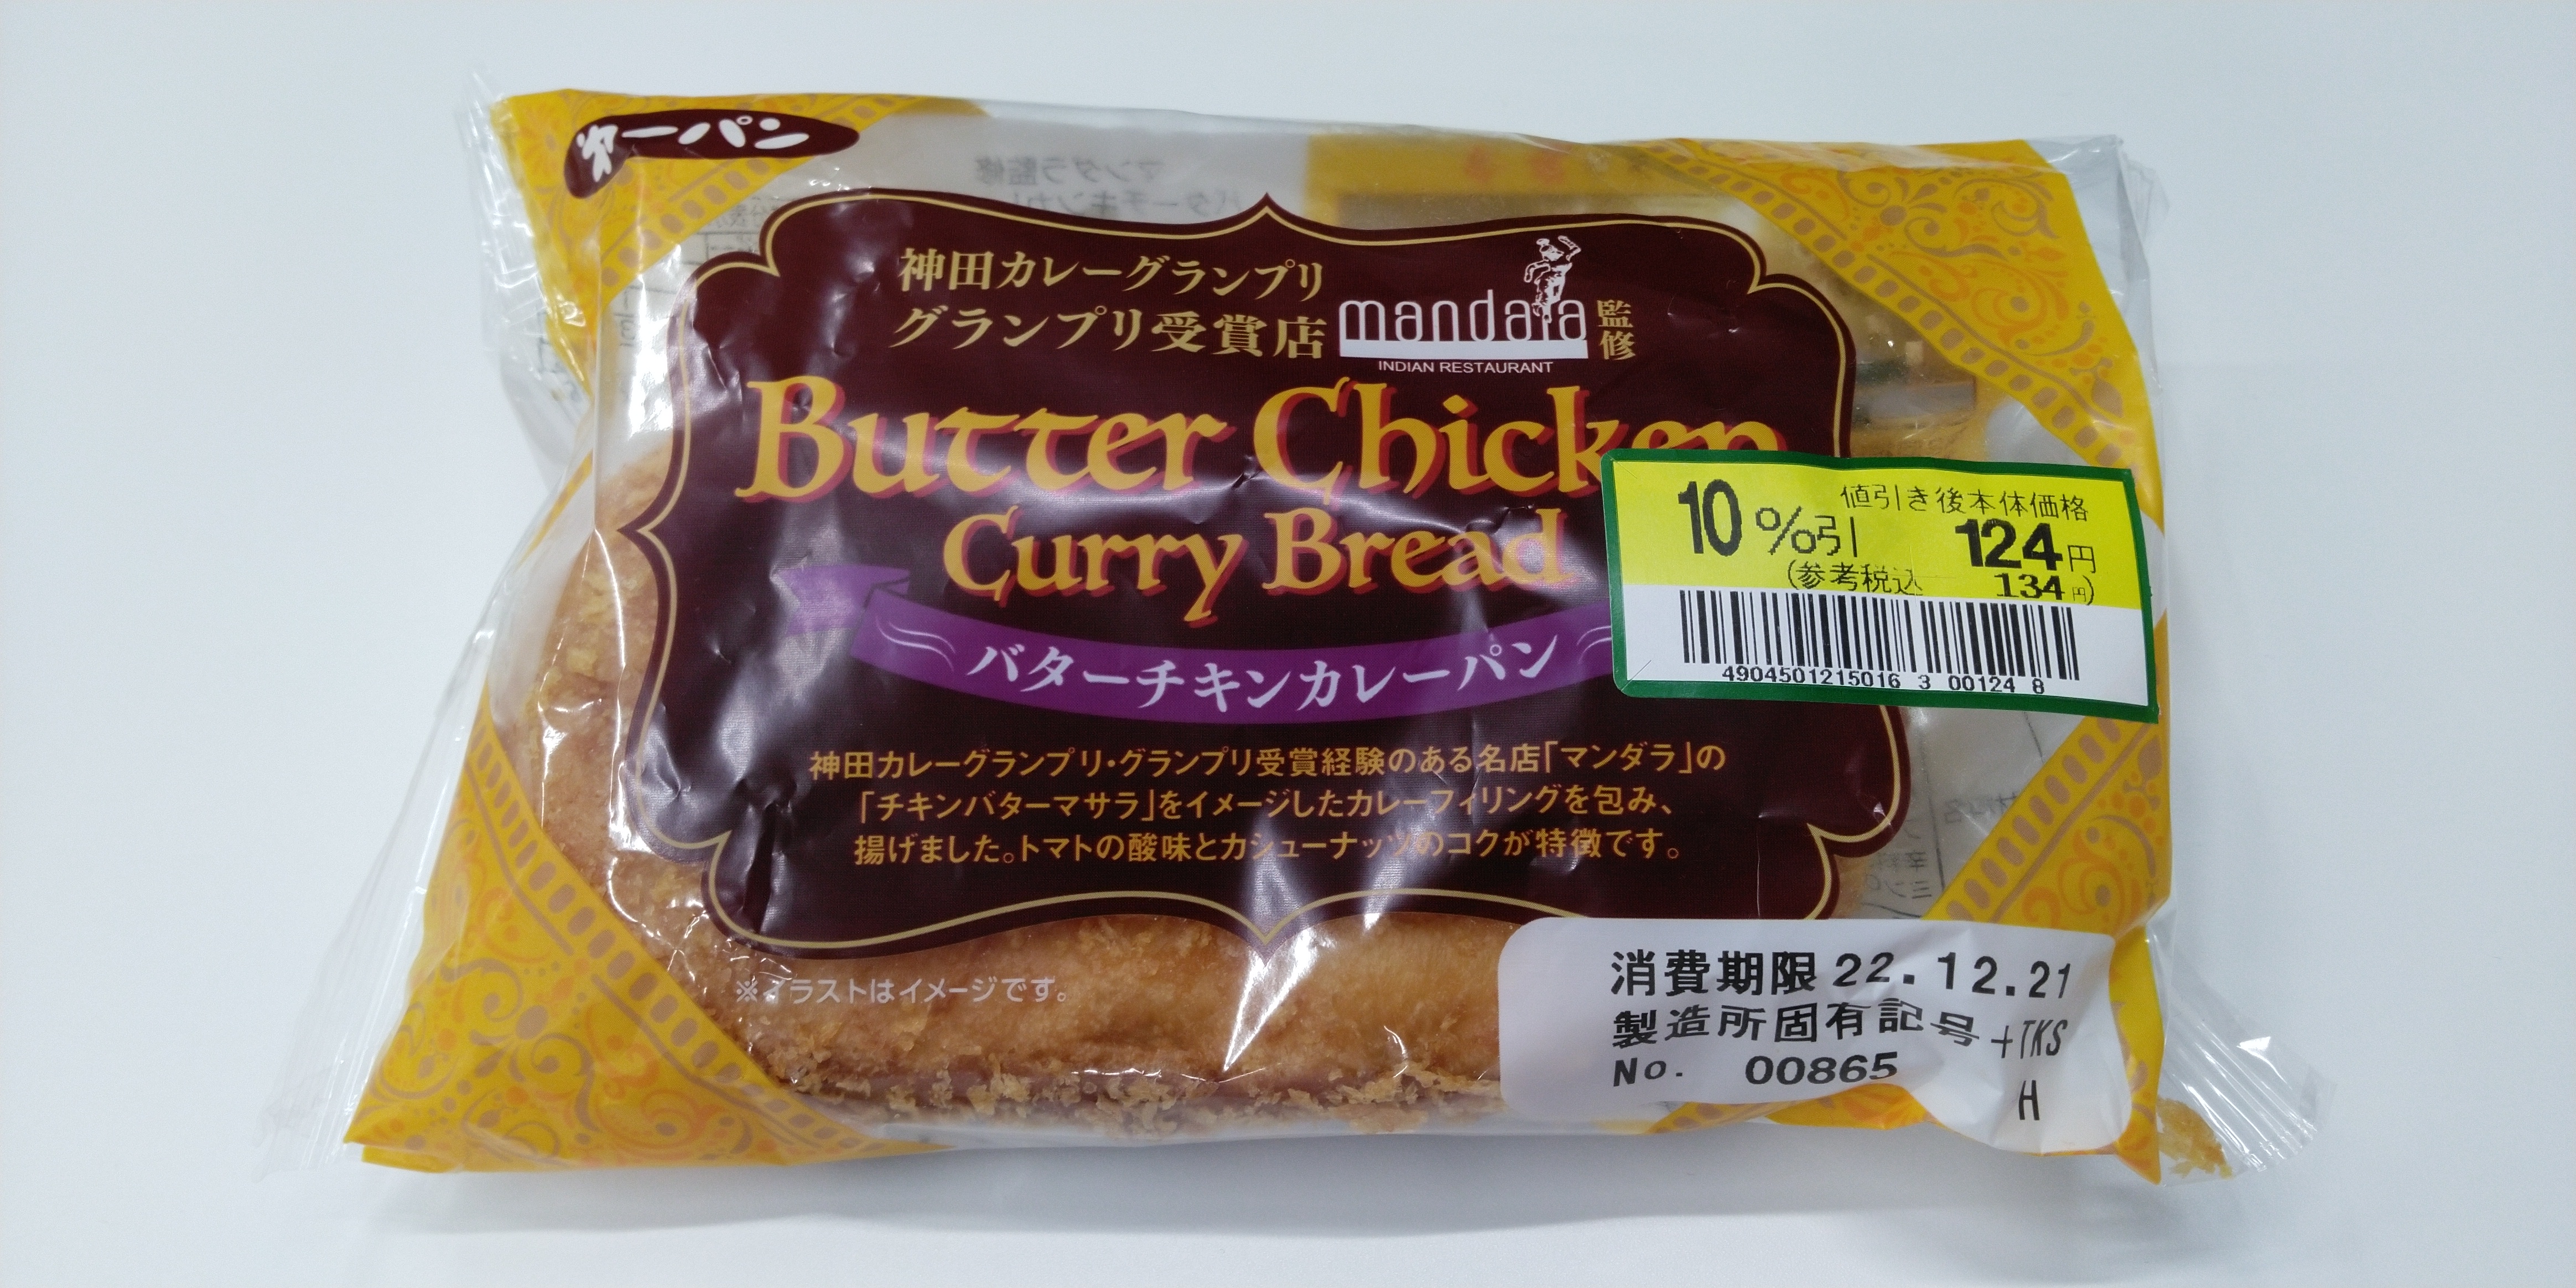 第一パン
神田カレーグランプリ
グランプリ受賞店
mandala
INDIAN RESTAURANT
監修
Butter Chicken
Curry Bread
バターチキンカレーパン
10%引
値引き後本体価格
124円
(参考税込 134円)
4904501215016 3 00124 8
神田カレーグランプリ・グランプリ受賞経験のある名店「マンダラ」の
「チキンバターマサラ」をイメージしたカレーフィリングを包み、
揚げました。トマトの酸味とカシューナッツのコクが特徴です。
※イラストはイメージです。
消費期限 22.12.21
製造所固有記号 +TKS
No. 00865
H